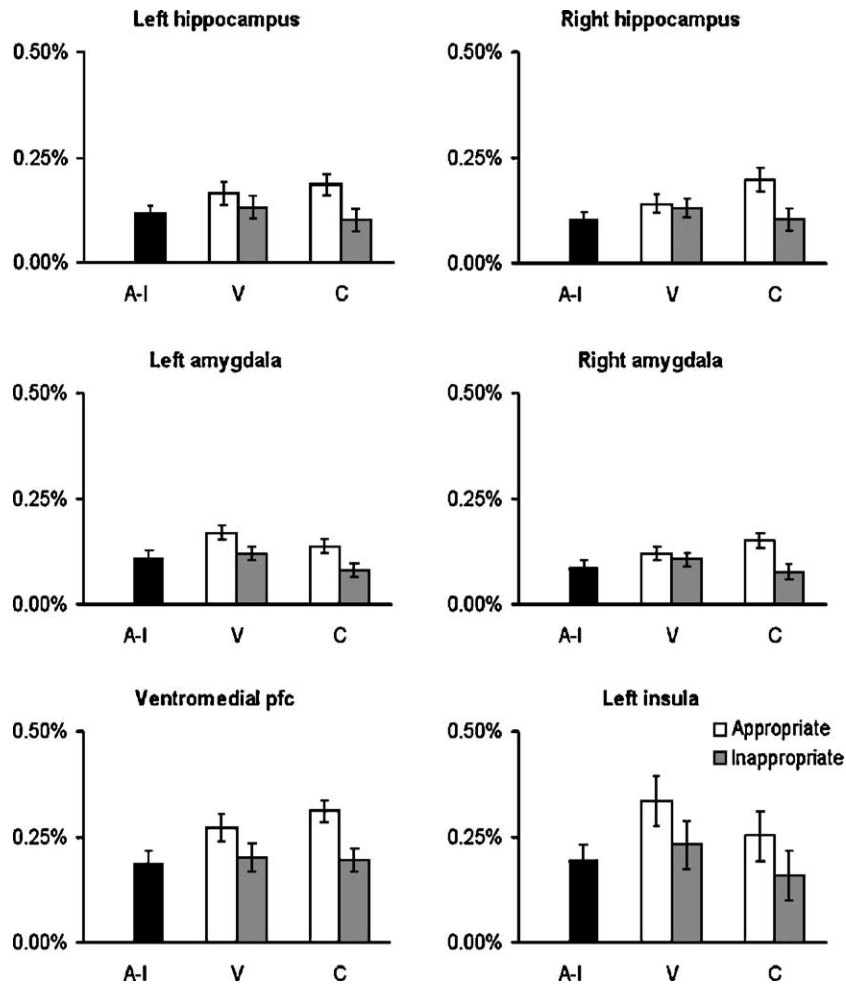 Left hippocampus
0.50%
0.25%
0.00%
A-I V C
Right hippocampus
0.50%
0.25%
0.00%
A-I V C
Left amygdala
0.50%
0.25%
0.00%
A-I V C
Right amygdala
0.50%
0.25%
0.00%
A-I V C
Ventromedial pfc
0.50%
0.25%
0.00%
A-I V C
Left insula
0.50%
Appropriate
Inappropriate
0.25%
0.00%
A-I V C